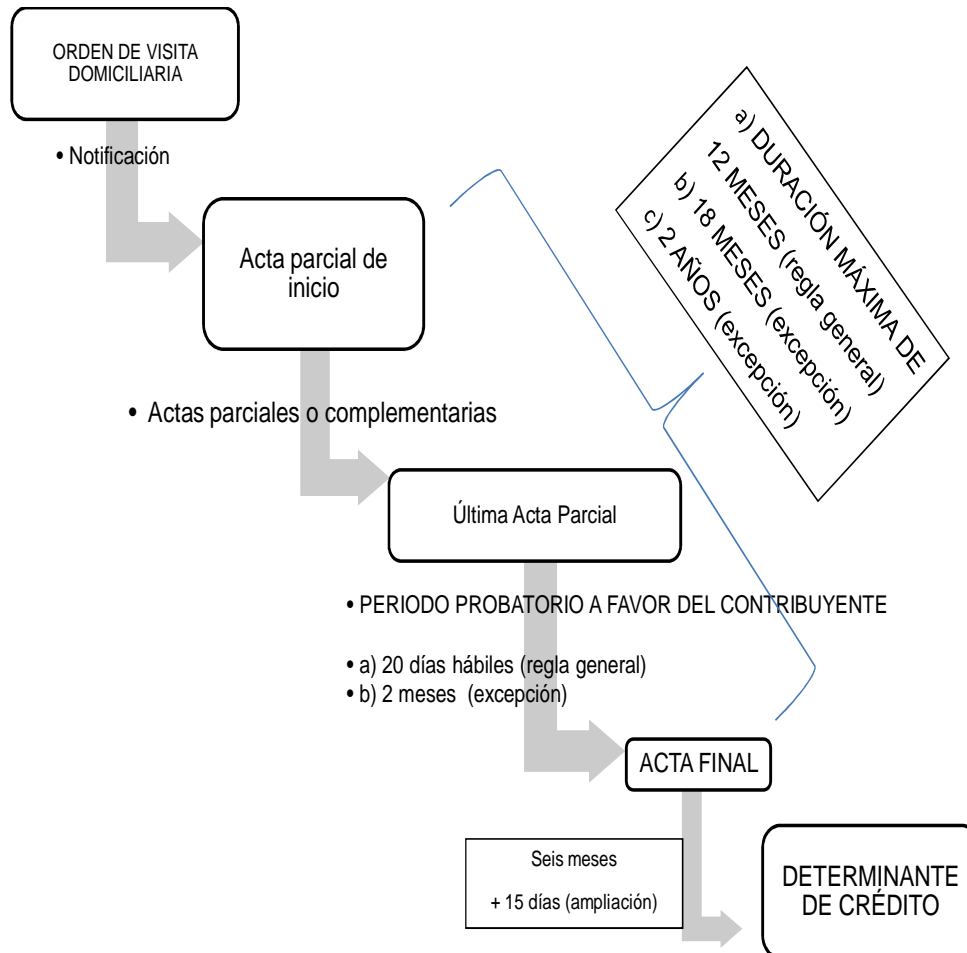 ORDEN DE VISITA
DOMICILIARIA
• Notificación
a) DURACIÓN MÁXIMA DE
12 MESES (regla general)
b) 18 MESES (excepción)
c) 2 AÑOS (excepción)
Acta parcial de
inicio
• Actas parciales o complementarias
Última Acta Parcial
• PERIODO PROBATORIO A FAVOR DEL CONTRIBUYENTE
• a) 20 días hábiles (regla general)
• b) 2 meses (excepción)
ACTA FINAL
Seis meses
+ 15 días (ampliación)
DETERMINANTE
DE CRÉDITO